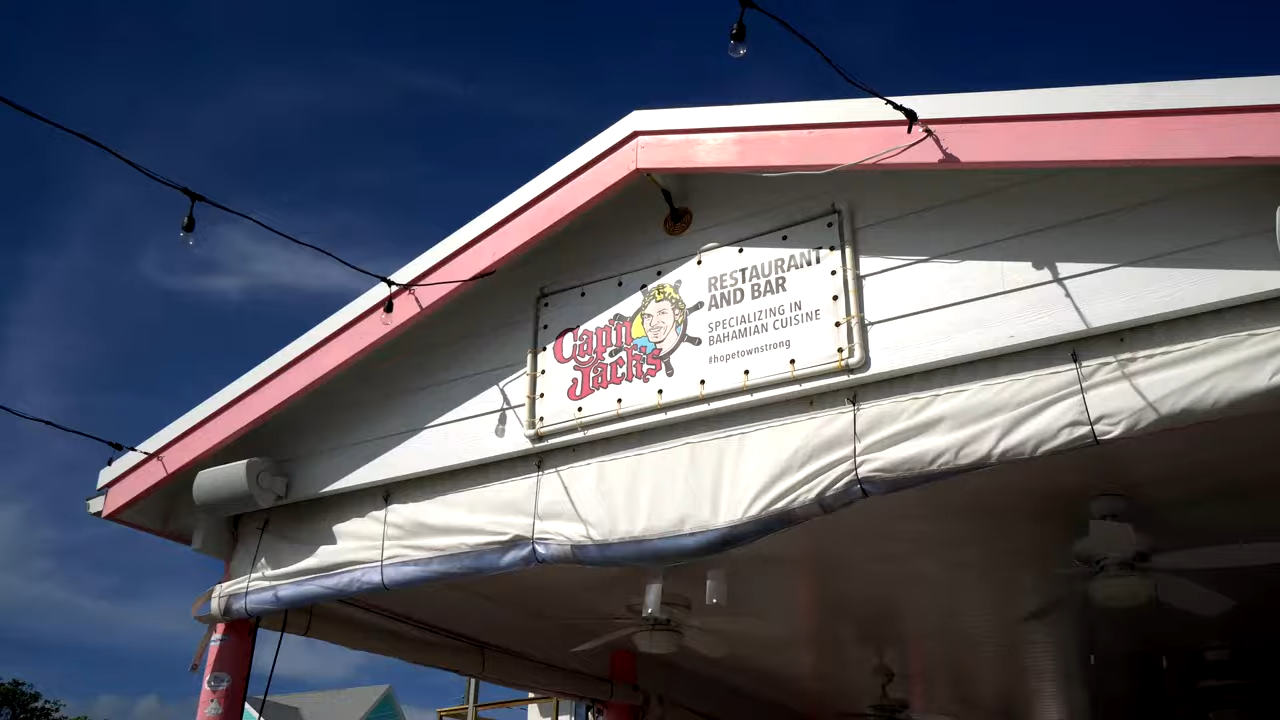 Cap'n
Jack's
RESTAURANT
AND BAR
SPECIALIZING IN
BAHAMIAN CUISINE
#hopetownstrong